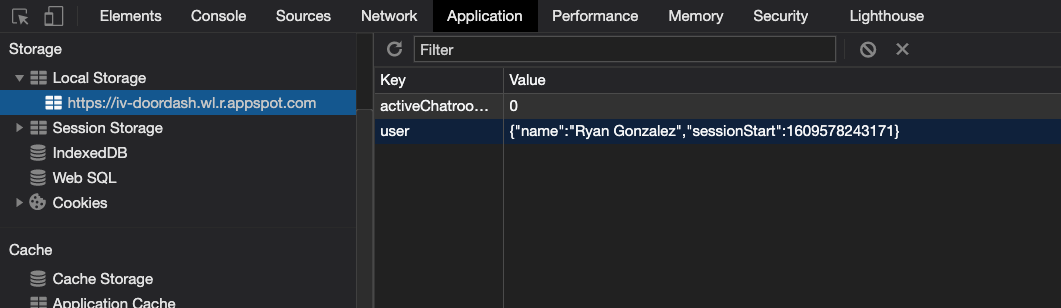 Elements Console Sources Network Application Performance Memory Security Lighthouse
Storage
Local Storage
https://iv-doordash.wl.r.appspot.com
Session Storage
IndexedDB
Web SQL
Cookies
Cache
Cache Storage
Application Cache
Filter
Key Value
activeChatroo… 0
user {"name":"Ryan Gonzalez","sessionStart":1609578243171}